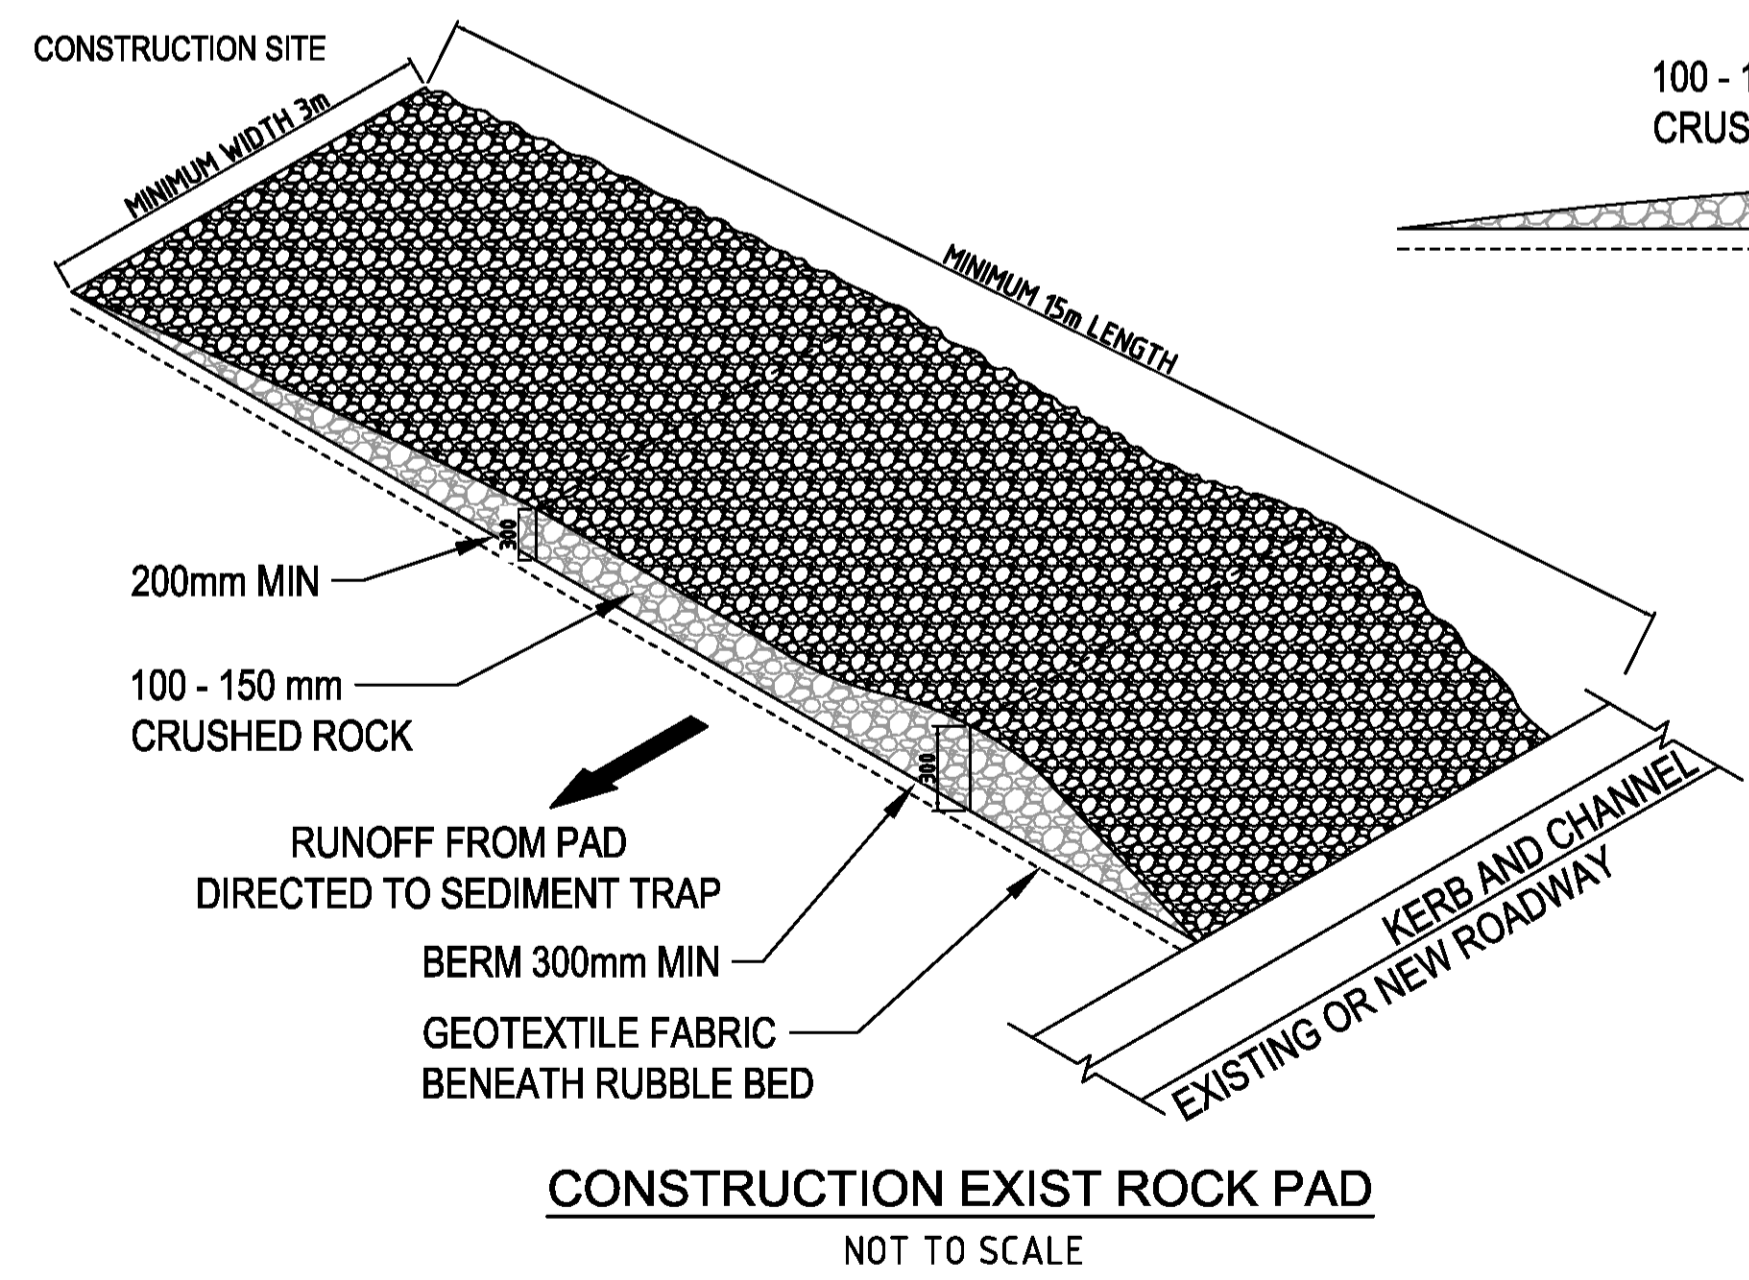 CONSTRUCTION SITE
MINIMUM WIDTH 3m
MINIMUM 15m LENGTH
100 - 1
CRUS
300
200mm MIN
100 - 150 mm
CRUSHED ROCK
300
RUNOFF FROM PAD
DIRECTED TO SEDIMENT TRAP
BERM 300mm MIN
GEOTEXTILE FABRIC
BENEATH RUBBLE BED
KERB AND CHANNEL
EXISTING OR NEW ROADWAY
CONSTRUCTION EXIST ROCK PAD
NOT TO SCALE